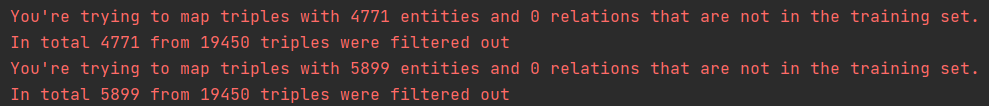 You're trying to map triples with 4771 entities and 0 relations that are not in the training set.
In total 4771 from 19450 triples were filtered out
You're trying to map triples with 5899 entities and 0 relations that are not in the training set.
In total 5899 from 19450 triples were filtered out